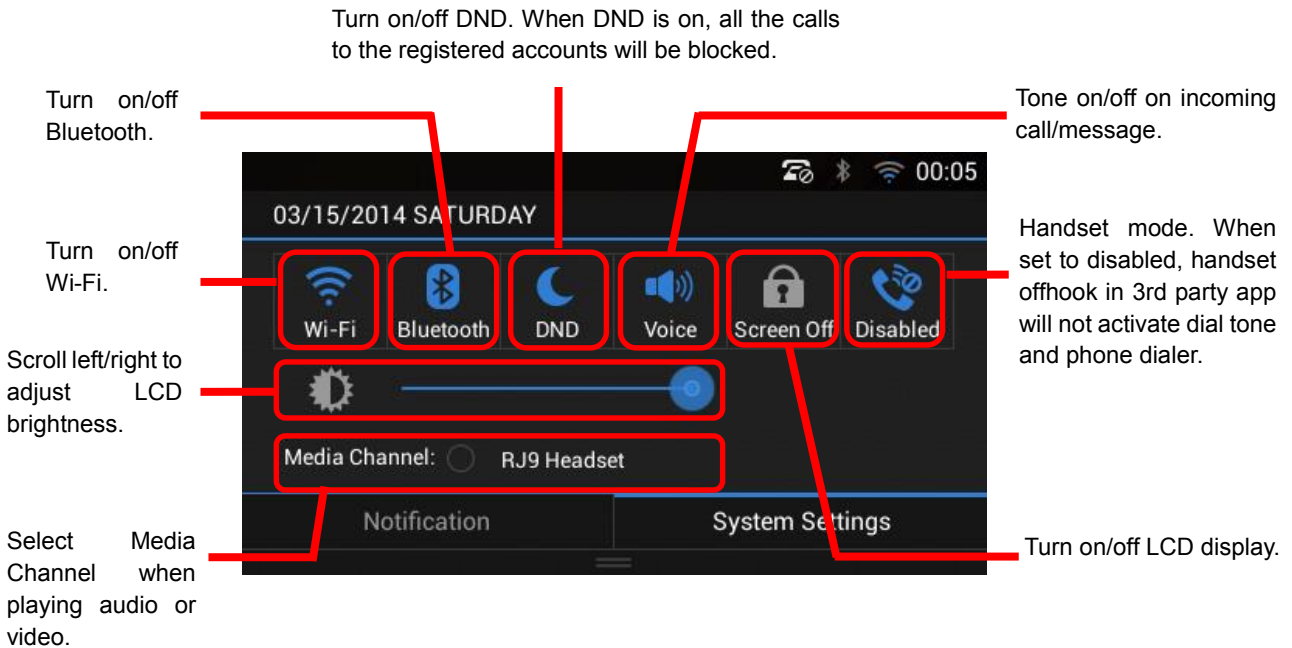 Turn on/off DND. When DND is on, all the calls
to the registered accounts will be blocked.
Turn on/off
Bluetooth.
Tone on/off on incoming
call/message.
00:05
03/15/2014 SATURDAY
Turn on/off
Wi-Fi.
Handset mode. When
set to disabled, handset
offhook in 3rd party app
will not activate dial tone
and phone dialer.
Wi-Fi Bluetooth DND Voice Screen Off Disabled
Scroll left/right to
adjust LCD
brightness.
Media Channel: RJ9 Headset
Notification System Settings
Select Media
Channel when
playing audio or
video.
Turn on/off LCD display.